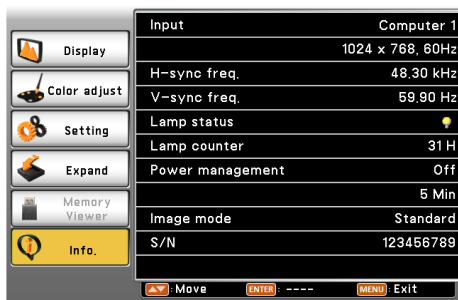 Display
Color adjust
Setting
Expand
Memory
Viewer
Info.
Input Computer 1
1024 x 768, 60Hz
H-sync freq. 48.30 kHz
V-sync freq. 59.90 Hz
Lamp status
Lamp counter 31 H
Power management Off
5 Min
Image mode Standard
S/N 123456789
:Move ENTER : ---- MENU : Exit